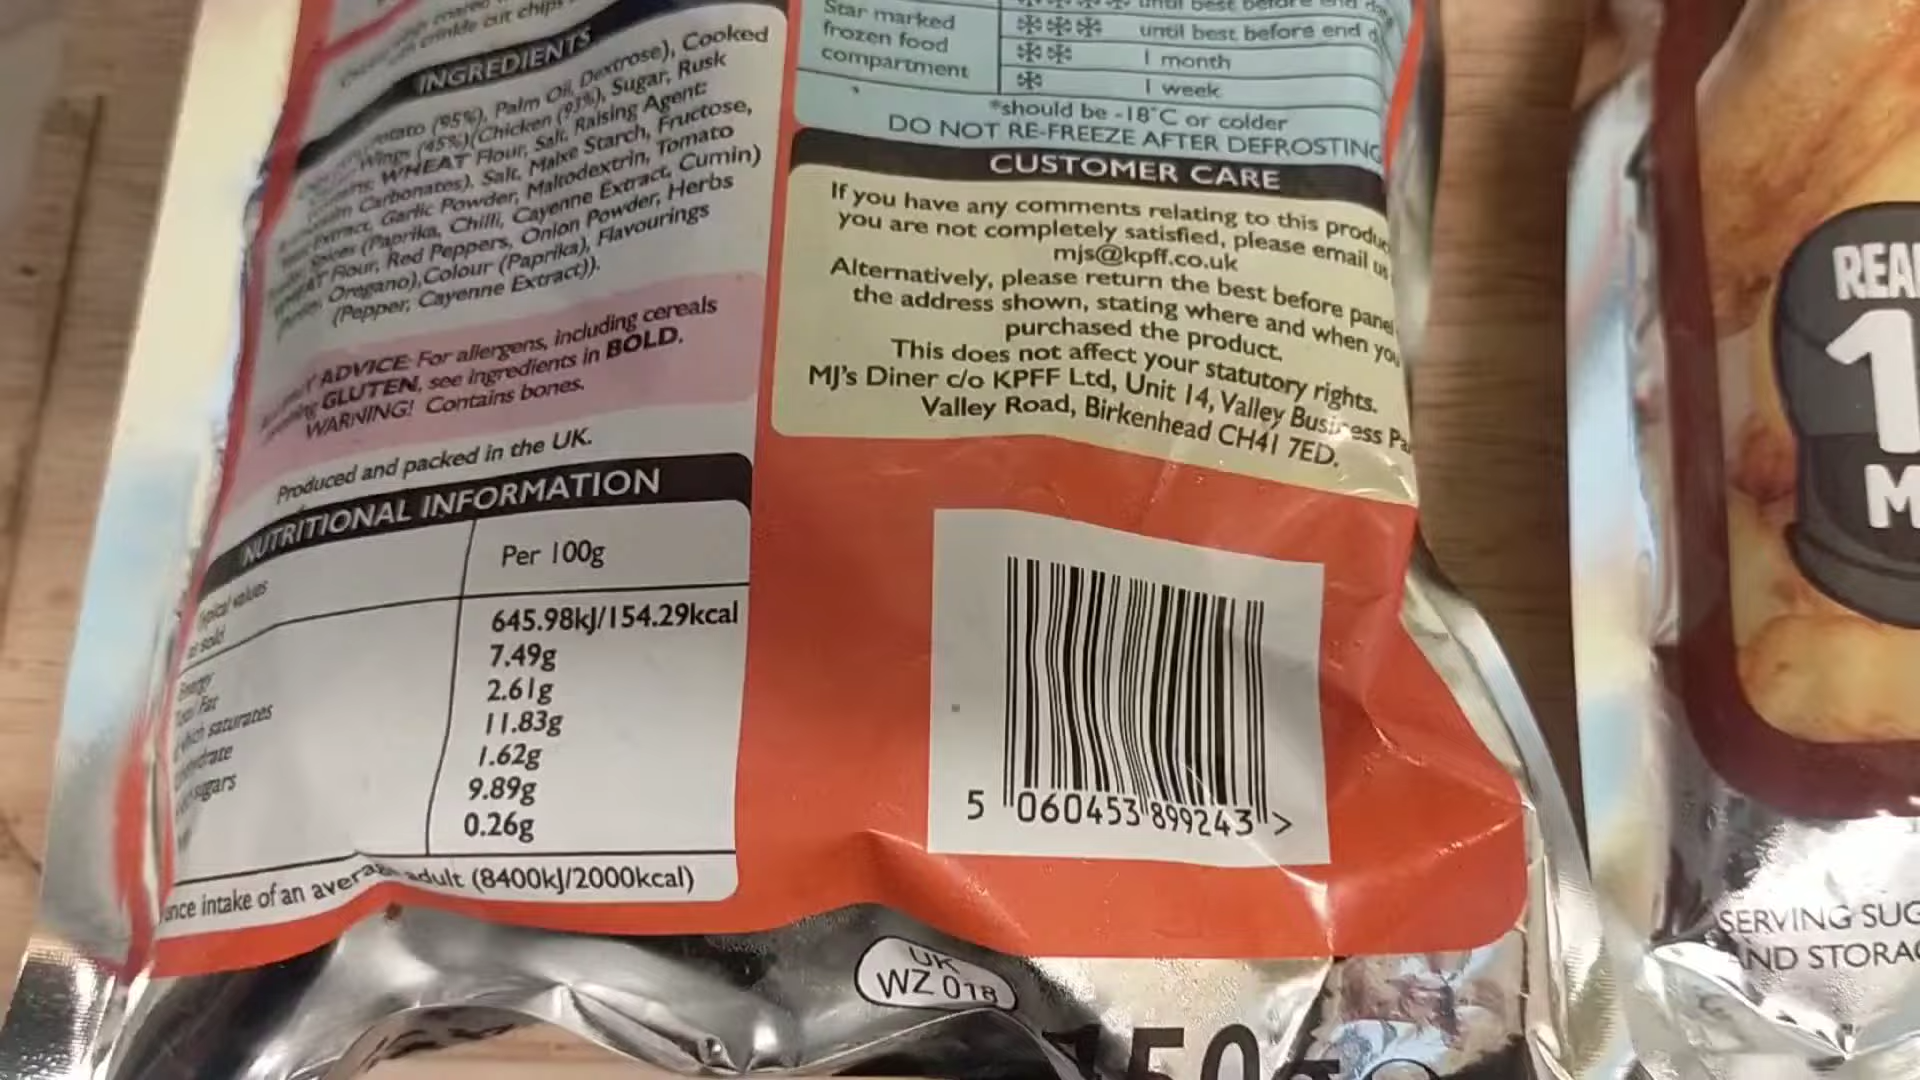 crinkle cut chips
INGREDIENTS
(95%), Palm Oil, Dextrose), Cooked
Wings (45%)(Chicken (93%), Sugar, Rusk
WHEAT Flour, Salt, Raising Agent:
Carbonates), Salt, Maize Starch, Fructose,
Extract, Garlic Powder, Maltodextrin, Tomato
Spices (Paprika, Chilli, Cayenne Extract, Cumin)
Flour, Red Peppers, Onion Powder, Herbs
Oregano),Colour (Paprika), Flavourings
(Pepper, Cayenne Extract)).
ADVICE: For allergens, including cereals
GLUTEN, see ingredients in BOLD.
WARNING! Contains bones.
Produced and packed in the UK.
NUTRITIONAL INFORMATION
Typical values
as sold
Per 100g
Energy
645.98kJ/154.29kcal
Fat
7.49g
saturates
2.61g
11.83g
sugars
1.62g
9.89g
0.26g
intake of an average adult (8400kJ/2000kcal)
Star marked
frozen food
compartment
until best before end
until best before end
1 month
1 week
*should be -18°C or colder
DO NOT RE-FREEZE AFTER DEFROSTING
CUSTOMER CARE
If you have any comments relating to this
you are not completely satisfied, please email us
mjs@kpff.co.uk
Alternatively, please return the best before panel
the address shown, stating where and when
purchased the product.
This does not affect your statutory rights.
MJ's Diner c/o KPFF Ltd, Unit 14, Valley Business
Valley Road, Birkenhead CH41 7ED.
5 060453 899243 >
UK
WZ 018
SERVING
AND